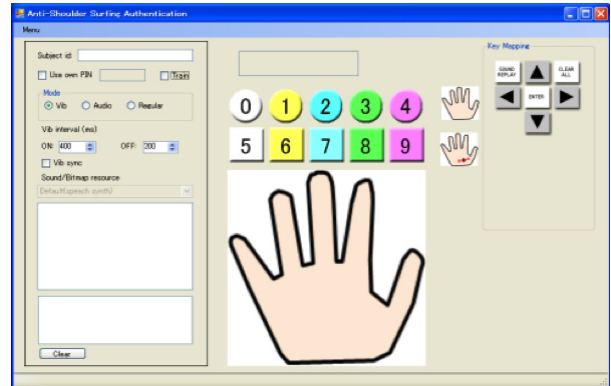 Anti-Shoulder Surfing Authentication
Menu
Subject id
Use own PIN
Train
Mode
Vib
Audio
Regular
Vib interval (ms)
ON: 400
OFF: 200
Vib sync
Sound/Bitmap resource
Default(speach synth)
Clear
0 1 2 3 4
5 6 7 8 9
Key Mapping
SOUND
REPLAY
CLEAR
ALL
ENTER